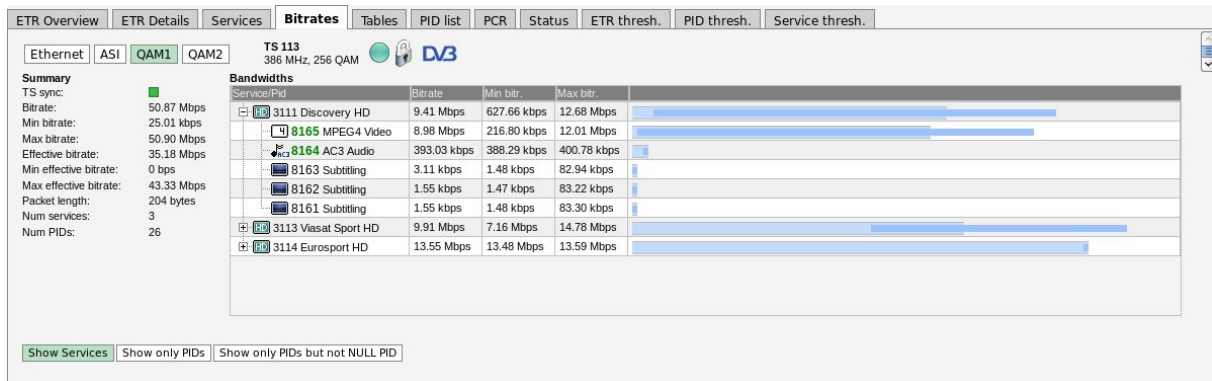 ETR Overview ETR Details Services Bitrates Tables PID list PCR Status ETR thresh. PID thresh. Service thresh.
Ethernet ASI QAM1 QAM2
TS 113
386 MHz, 256 QAM
DVB
Summary
TS sync:
Bitrate: 50.87 Mbps
Min bitrate: 25.01 kbps
Max bitrate: 50.90 Mbps
Effective bitrate: 35.18 Mbps
Min effective bitrate: 0 bps
Max effective bitrate: 43.33 Mbps
Packet length: 204 bytes
Num services: 3
Num PIDs: 26
Bandwidths
Service/Pid Bitrate Min bitr. Max bitr.
HD 3111 Discovery HD 9.41 Mbps 627.66 kbps 12.68 Mbps
4 8165 MPEG4 Video 8.98 Mbps 216.80 kbps 12.01 Mbps
AC3 8164 AC3 Audio 393.03 kbps 388.29 kbps 400.78 kbps
8163 Subtitling 3.11 kbps 1.48 kbps 82.94 kbps
8162 Subtitling 1.55 kbps 1.47 kbps 83.22 kbps
8161 Subtitling 1.55 kbps 1.48 kbps 83.30 kbps
HD 3113 Viasat Sport HD 9.91 Mbps 7.16 Mbps 14.78 Mbps
HD 3114 Eurosport HD 13.55 Mbps 13.48 Mbps 13.59 Mbps
Show Services Show only PIDs Show only PIDs but not NULL PID